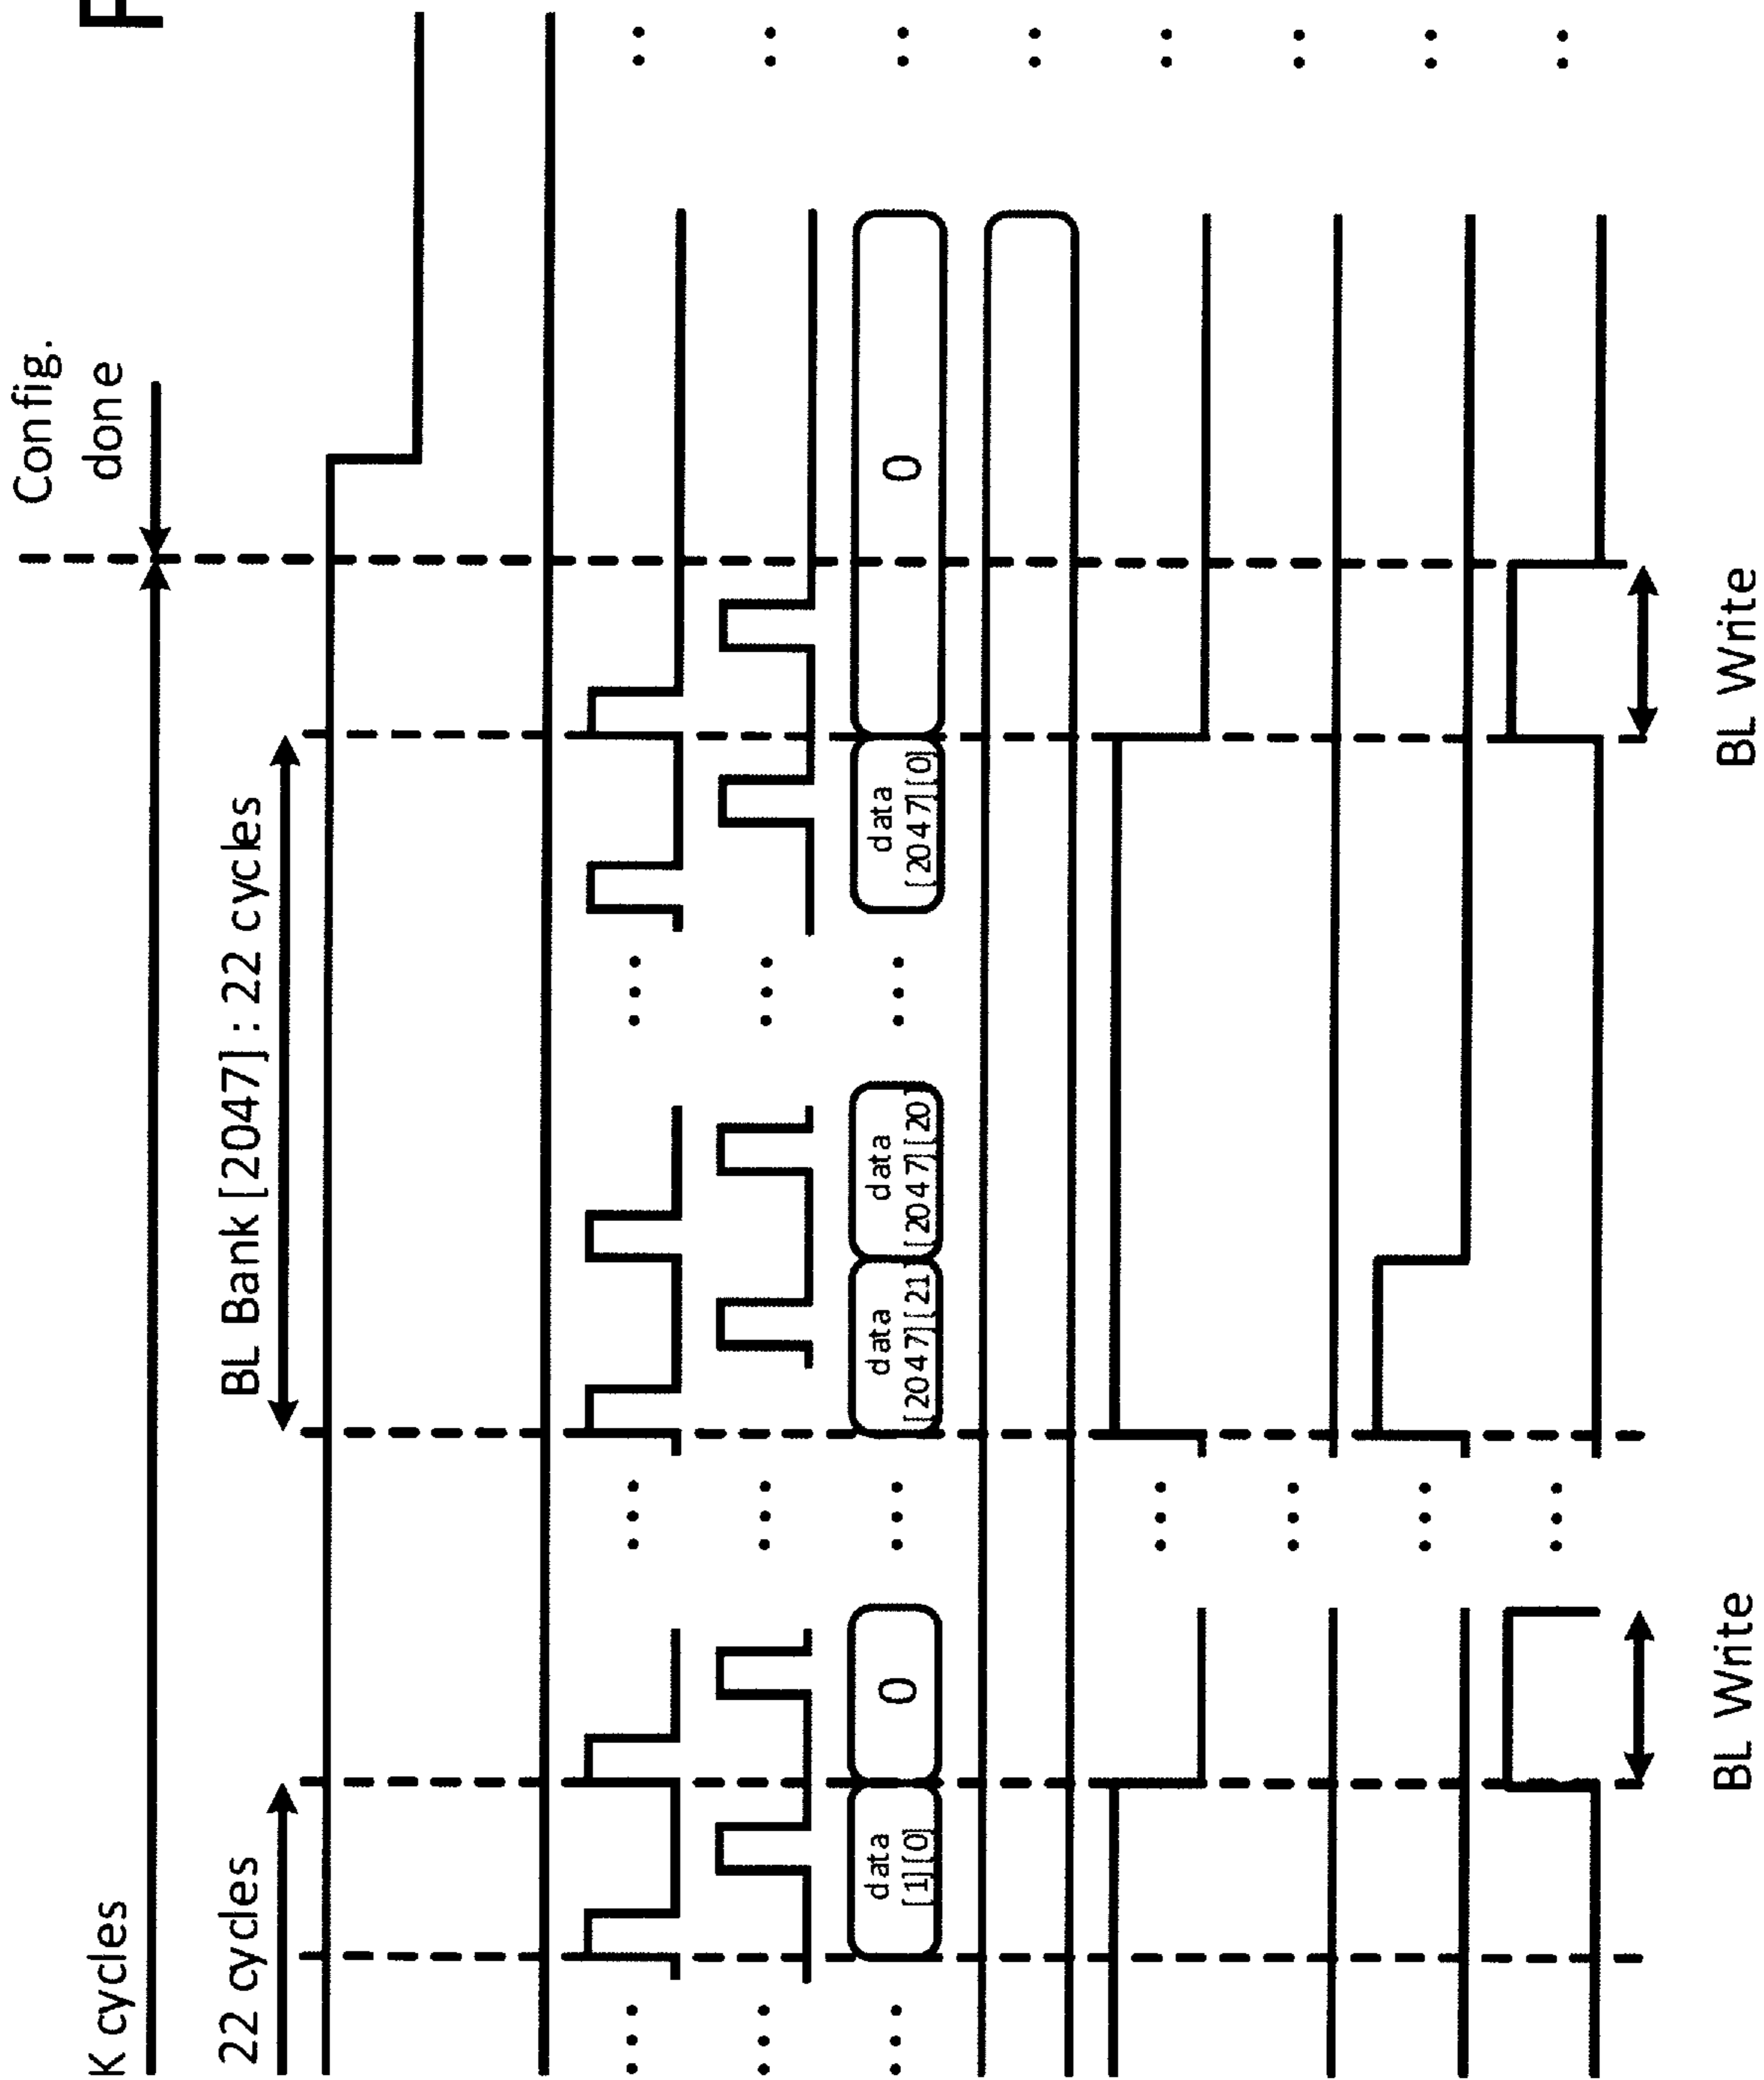 F
Config.
done
K cycles
22 cycles
BL Bank [2047] : 22 cycles
data
[1][0]
0
data
[2047][21]
data
[2047][20]
data
[2047][0]
0
BL Write
BL Write